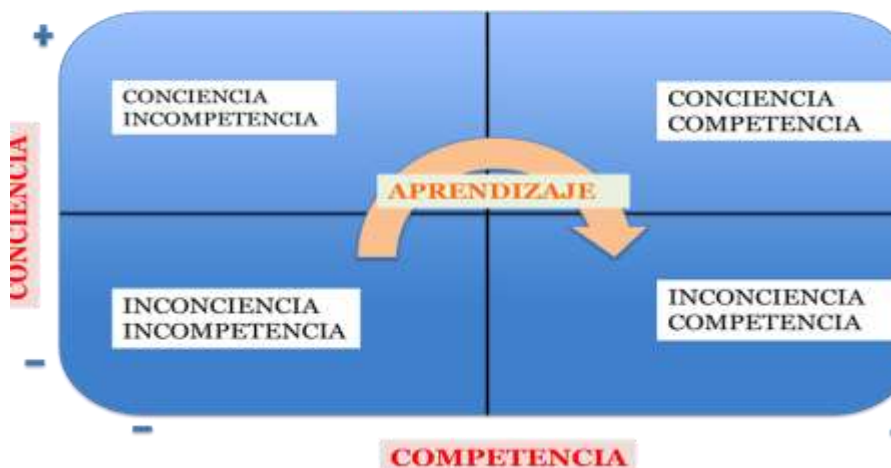 +
CONCIENCIA
INCOMPETENCIA
CONCIENCIA
COMPETENCIA
CONCIENCIA
APRENDIZAJE
INCONCIENCIA
INCOMPETENCIA
INCONCIENCIA
COMPETENCIA
–
–
COMPETENCIA